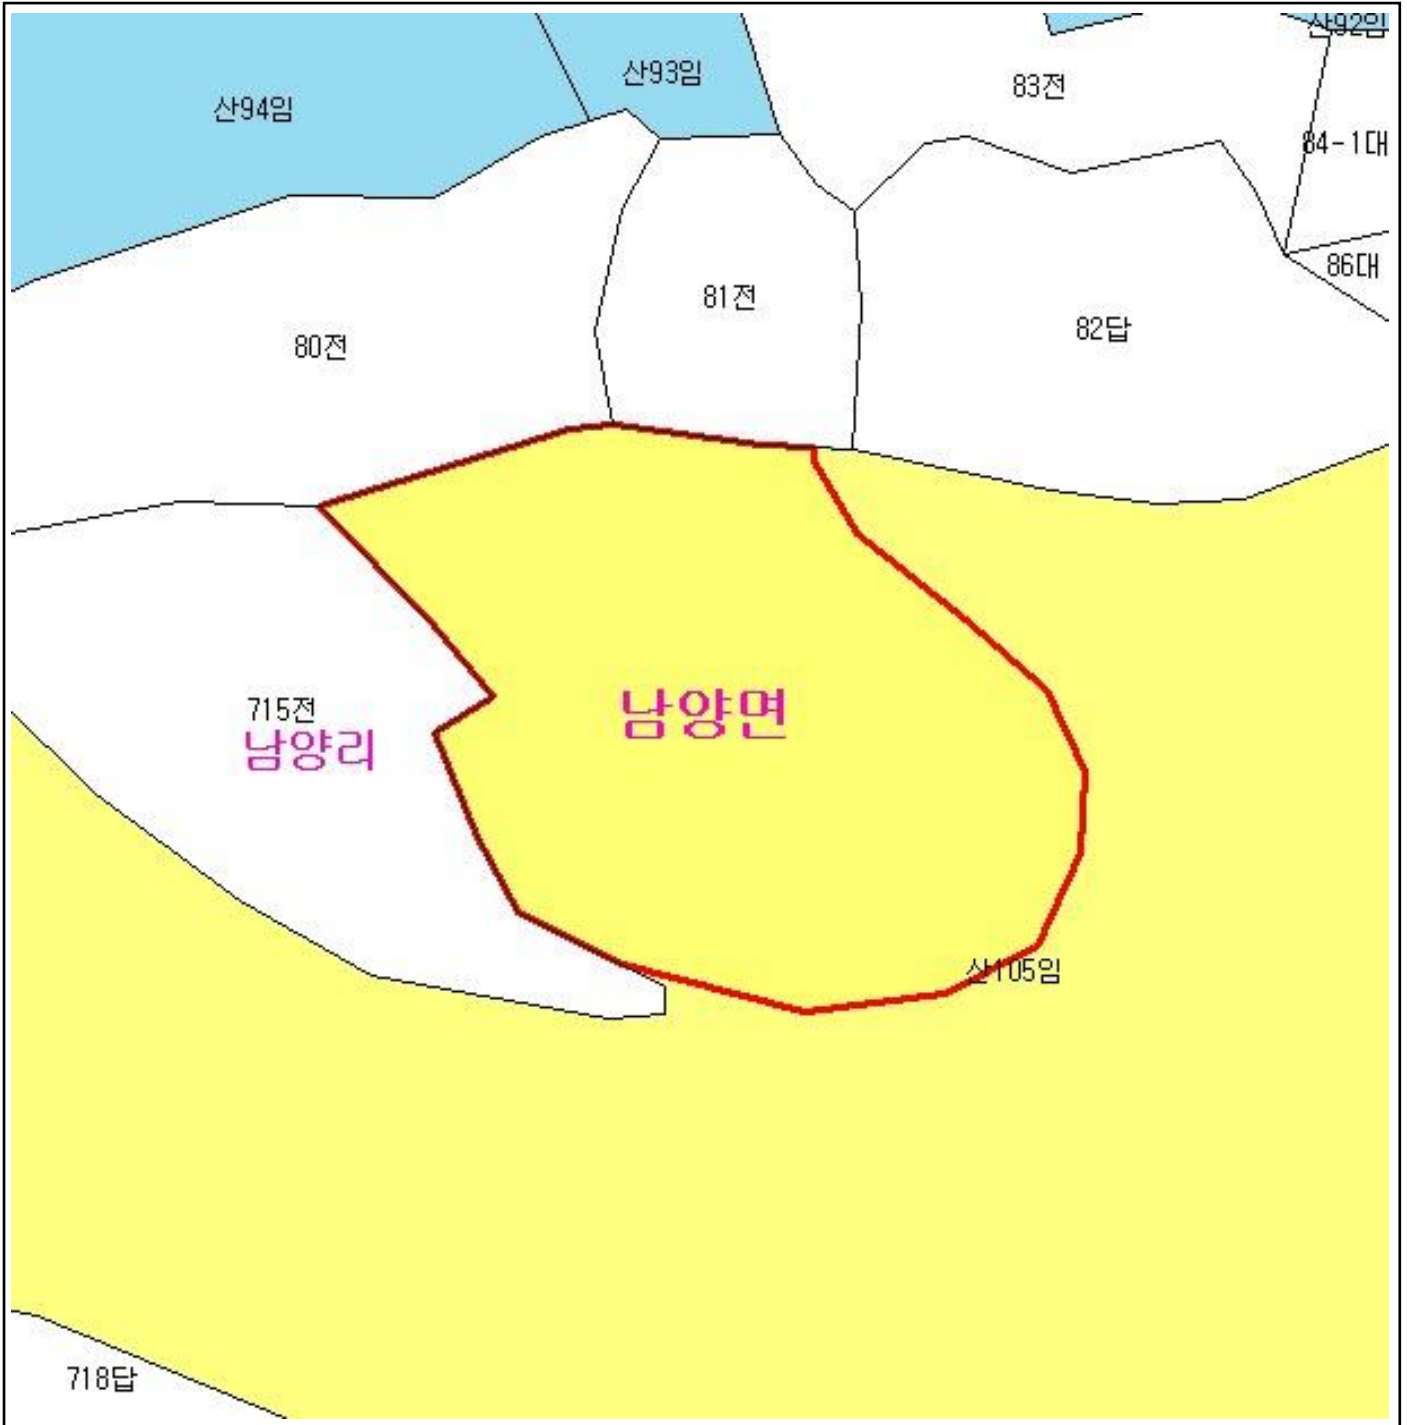 산92임
산93임
83전
산94임
84-1대
86대
81전
82답
80전
715전
남양면
남양리
산105임
718답